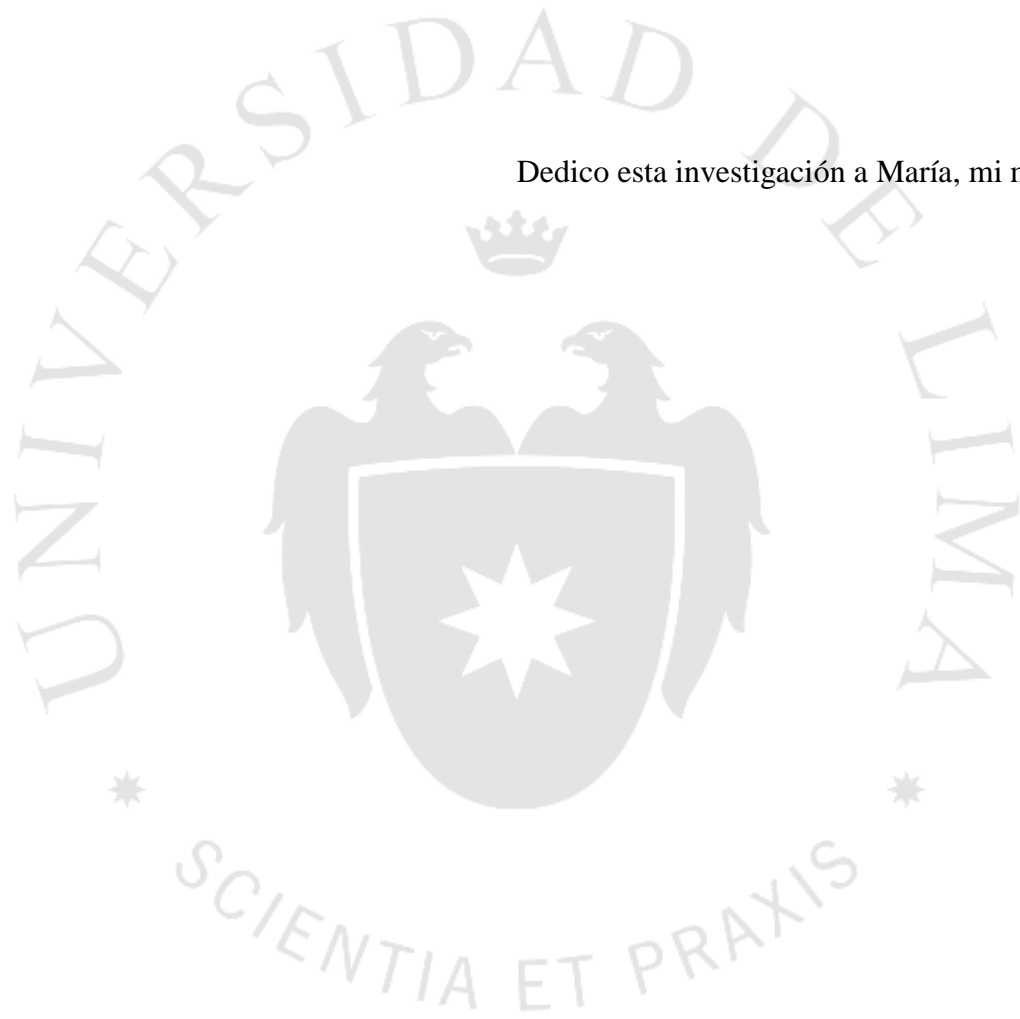 UNIVERSIDAD DE LIMA
Dedico esta investigación a María, mi
SCIENTIA ET PRAXIS